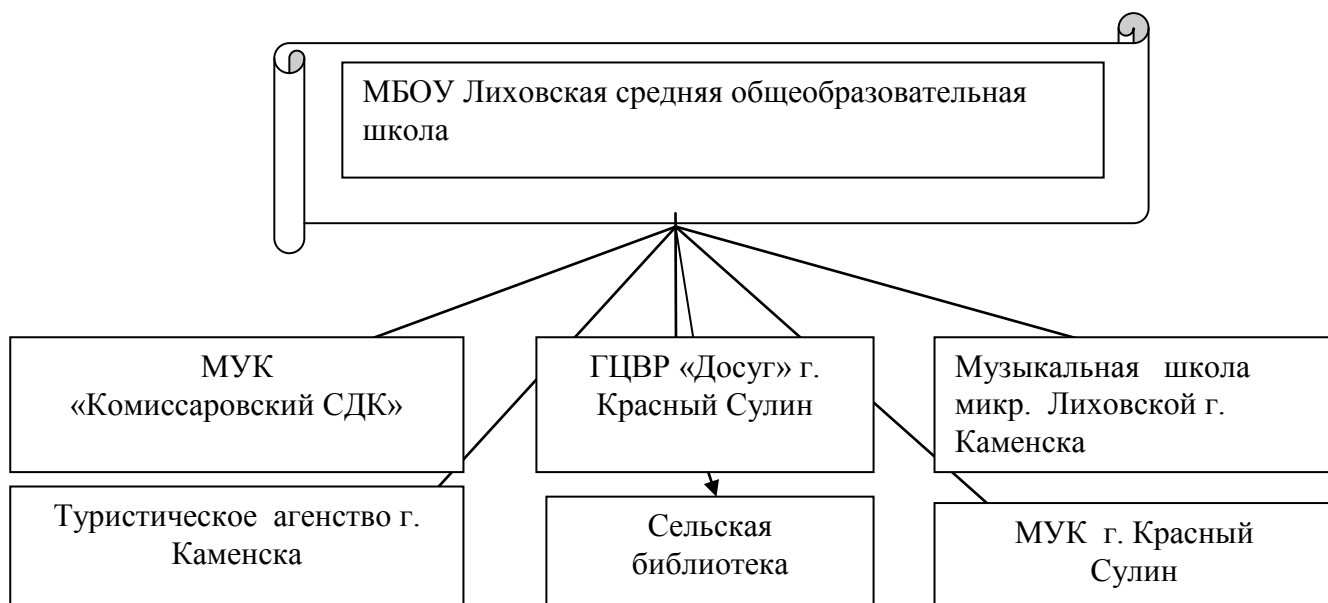 МБОУ Лиховская средняя общеобразовательная
школа
МУК
«Комиссаровский СДК»
ГЦВР «Досуг» г.
Красный Сулин
Музыкальная школа
микр. Лиховской г.
Каменска
Туристическое агенство г.
Каменска
Сельская
библиотека
МУК г. Красный
Сулин